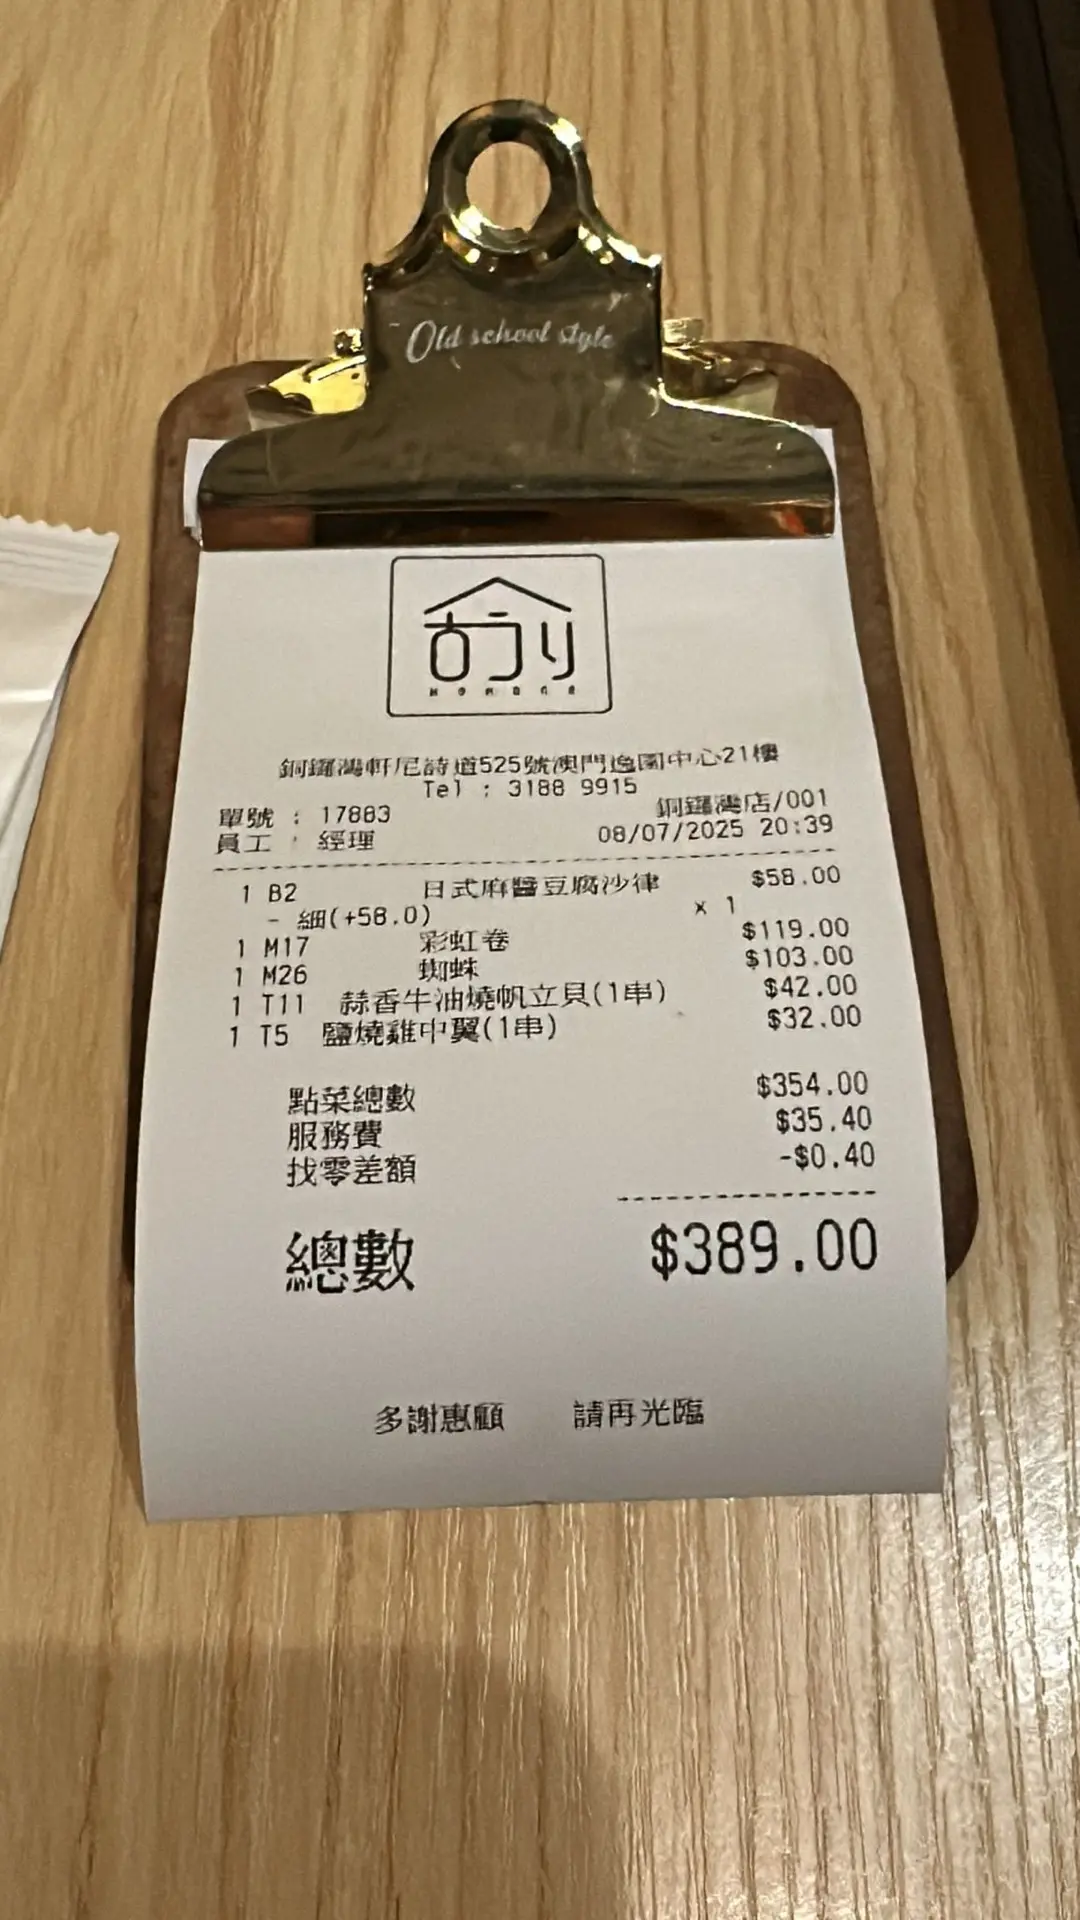 Old school style
銅鑼灣軒尼詩道525號澳門逸園中心21樓
Tel : 3188 9915
單號 : 17883 銅鑼灣店/001
員工 : 經理 08/07/2025 20:39
1 B2 日式麻醬豆腐沙律 $58.00
- 細(+58.0) x 1
1 M17 彩虹卷 $119.00
1 M26 蜘蛛 $103.00
1 T11 蒜香牛油燒帆立貝(1串) $42.00
1 T5 鹽燒雞中翼(1串) $32.00
點菜總數 $354.00
服務費 $35.40
找零差額 -$0.40
總數 $389.00
多謝惠顧 請再光臨